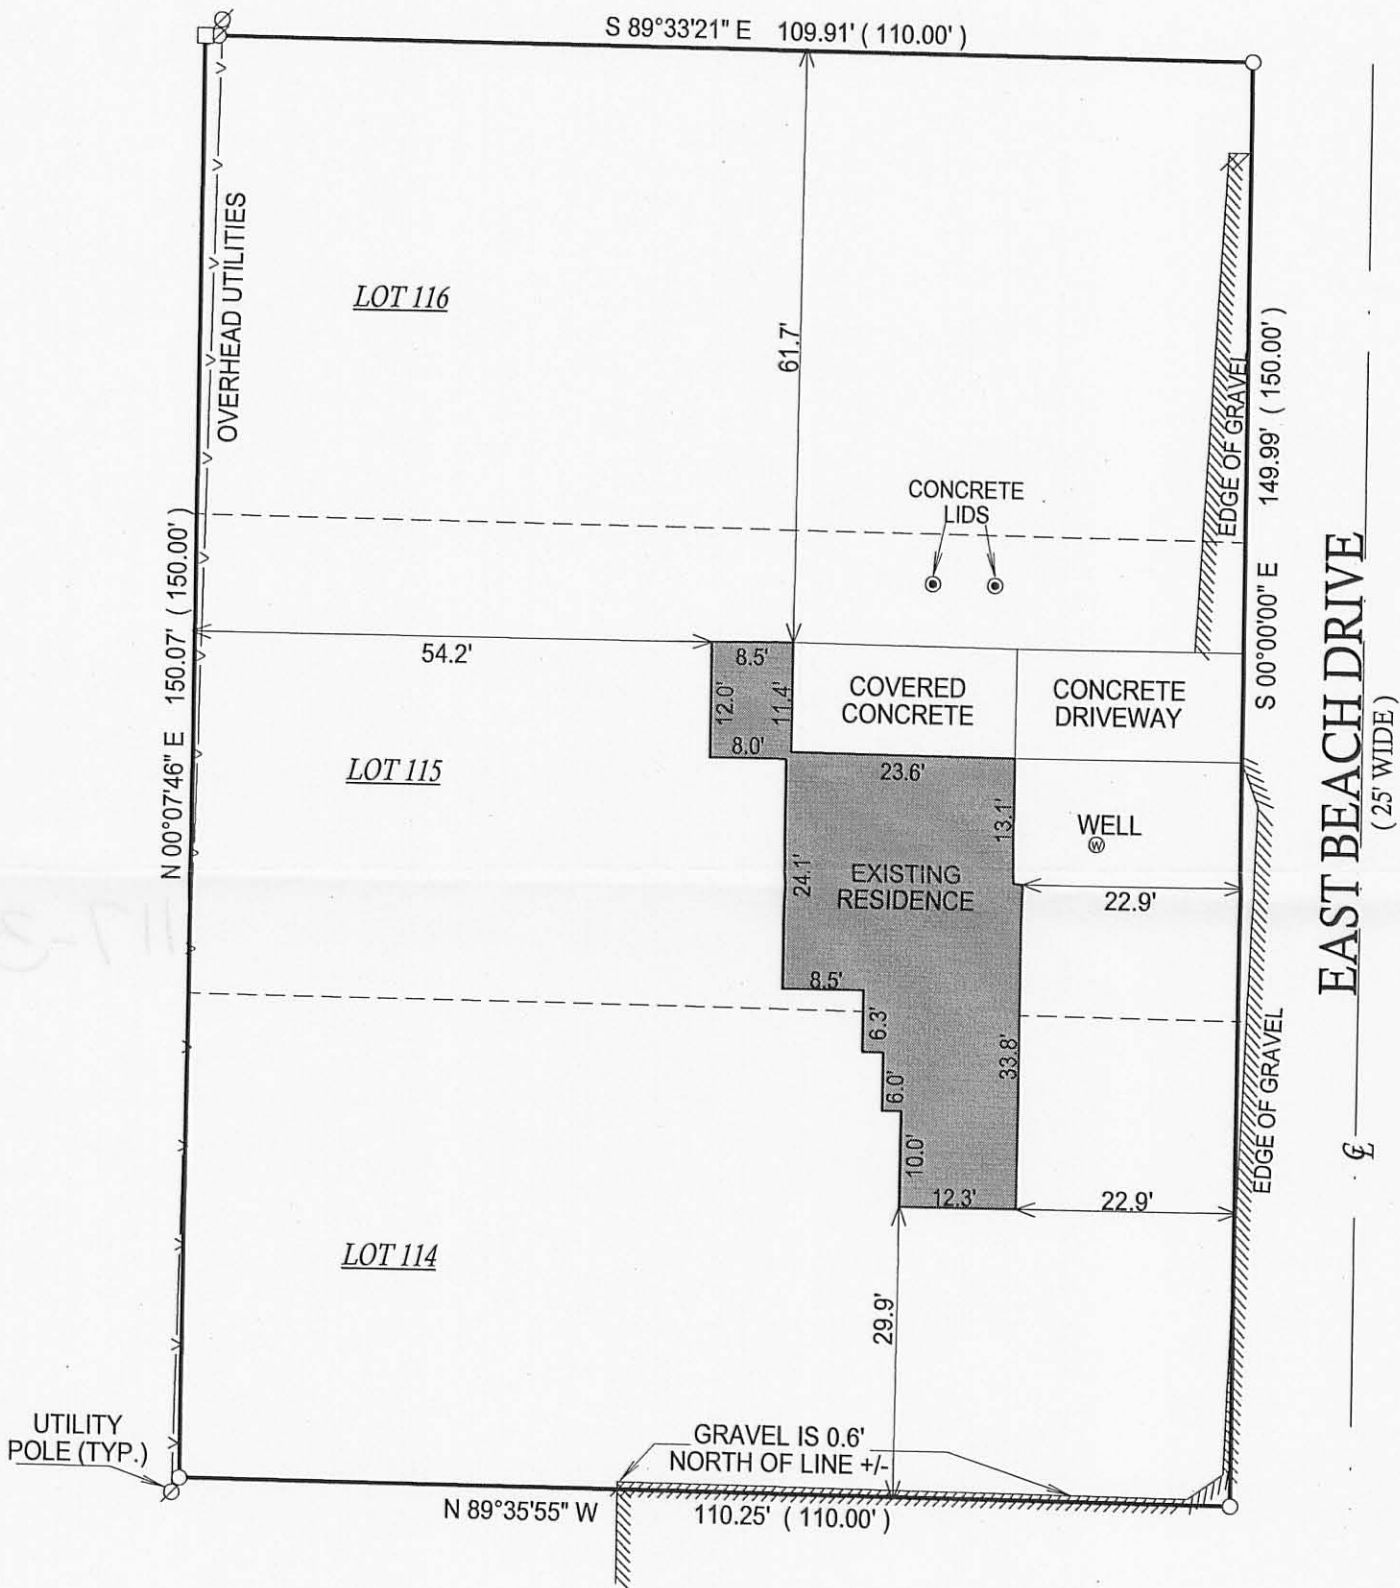 S 89°33'21" E 109.91' ( 110.00' )
OVERHEAD UTILITIES
LOT 116
61.7'
EDGE OF GRAVEL
S 00°00'00" E 149.99' ( 150.00' )
CONCRETE
LIDS
N 00°07'46" E 150.07' ( 150.00' )
54.2'
8.5'
12.0'
11.4'
8.0'
COVERED
CONCRETE
CONCRETE
DRIVEWAY
EAST BEACH DRIVE
( 25' WIDE )
LOT 115
23.6'
13.1'
WELL
W
24.1'
EXISTING
RESIDENCE
22.9'
117-3
8.5'
6.3'
6.0'
33.8'
10.0'
12.3'
22.9'
EDGE OF GRAVEL
℄
LOT 114
29.9'
UTILITY
POLE (TYP.)
GRAVEL IS 0.6'
NORTH OF LINE +/-
N 89°35'55" W 110.25' ( 110.00' )